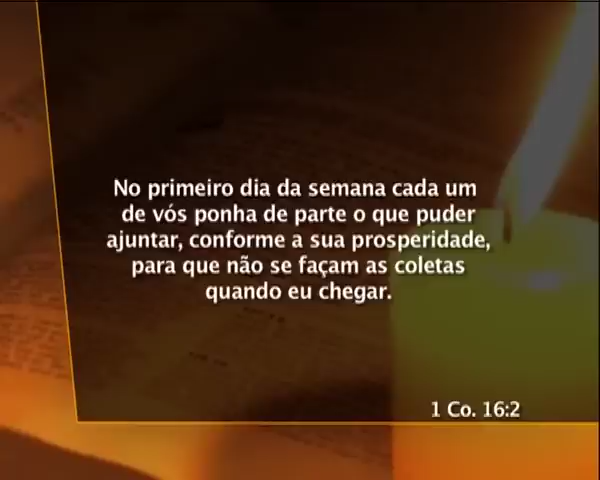 No primeiro dia da semana cada um
de vós ponha de parte o que puder
ajuntar, conforme a sua prosperidade,
para que não se façam as coletas
quando eu chegar.
1 Co. 16:2